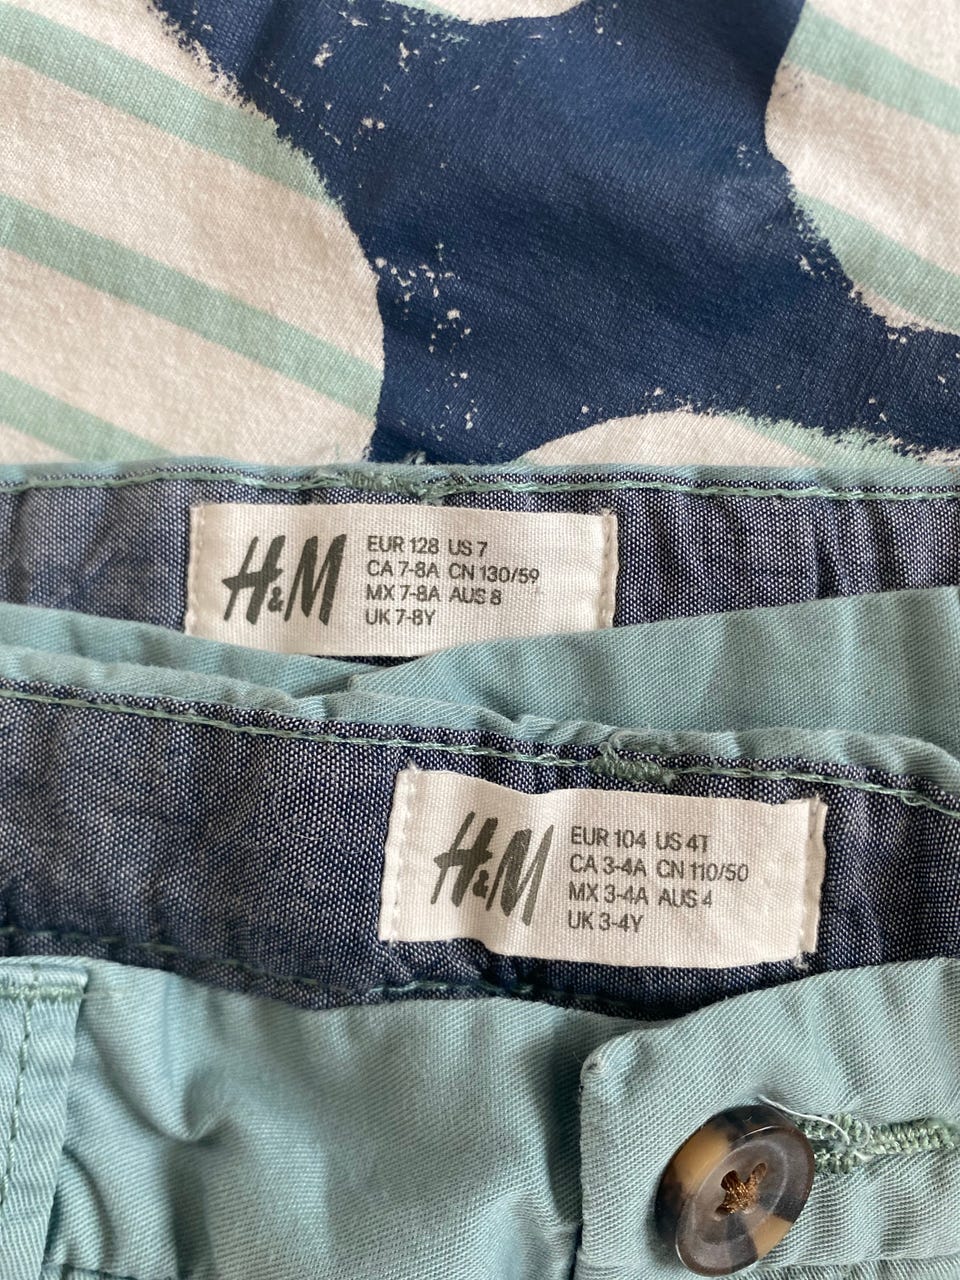 H&M
EUR 128 US 7
CA 7-8A CN 130/59
MX 7-8A AUS 8
UK 7-8Y
H&M
EUR 104 US 4T
CA 3-4A CN 110/50
MX 3-4A AUS 4
UK 3-4Y